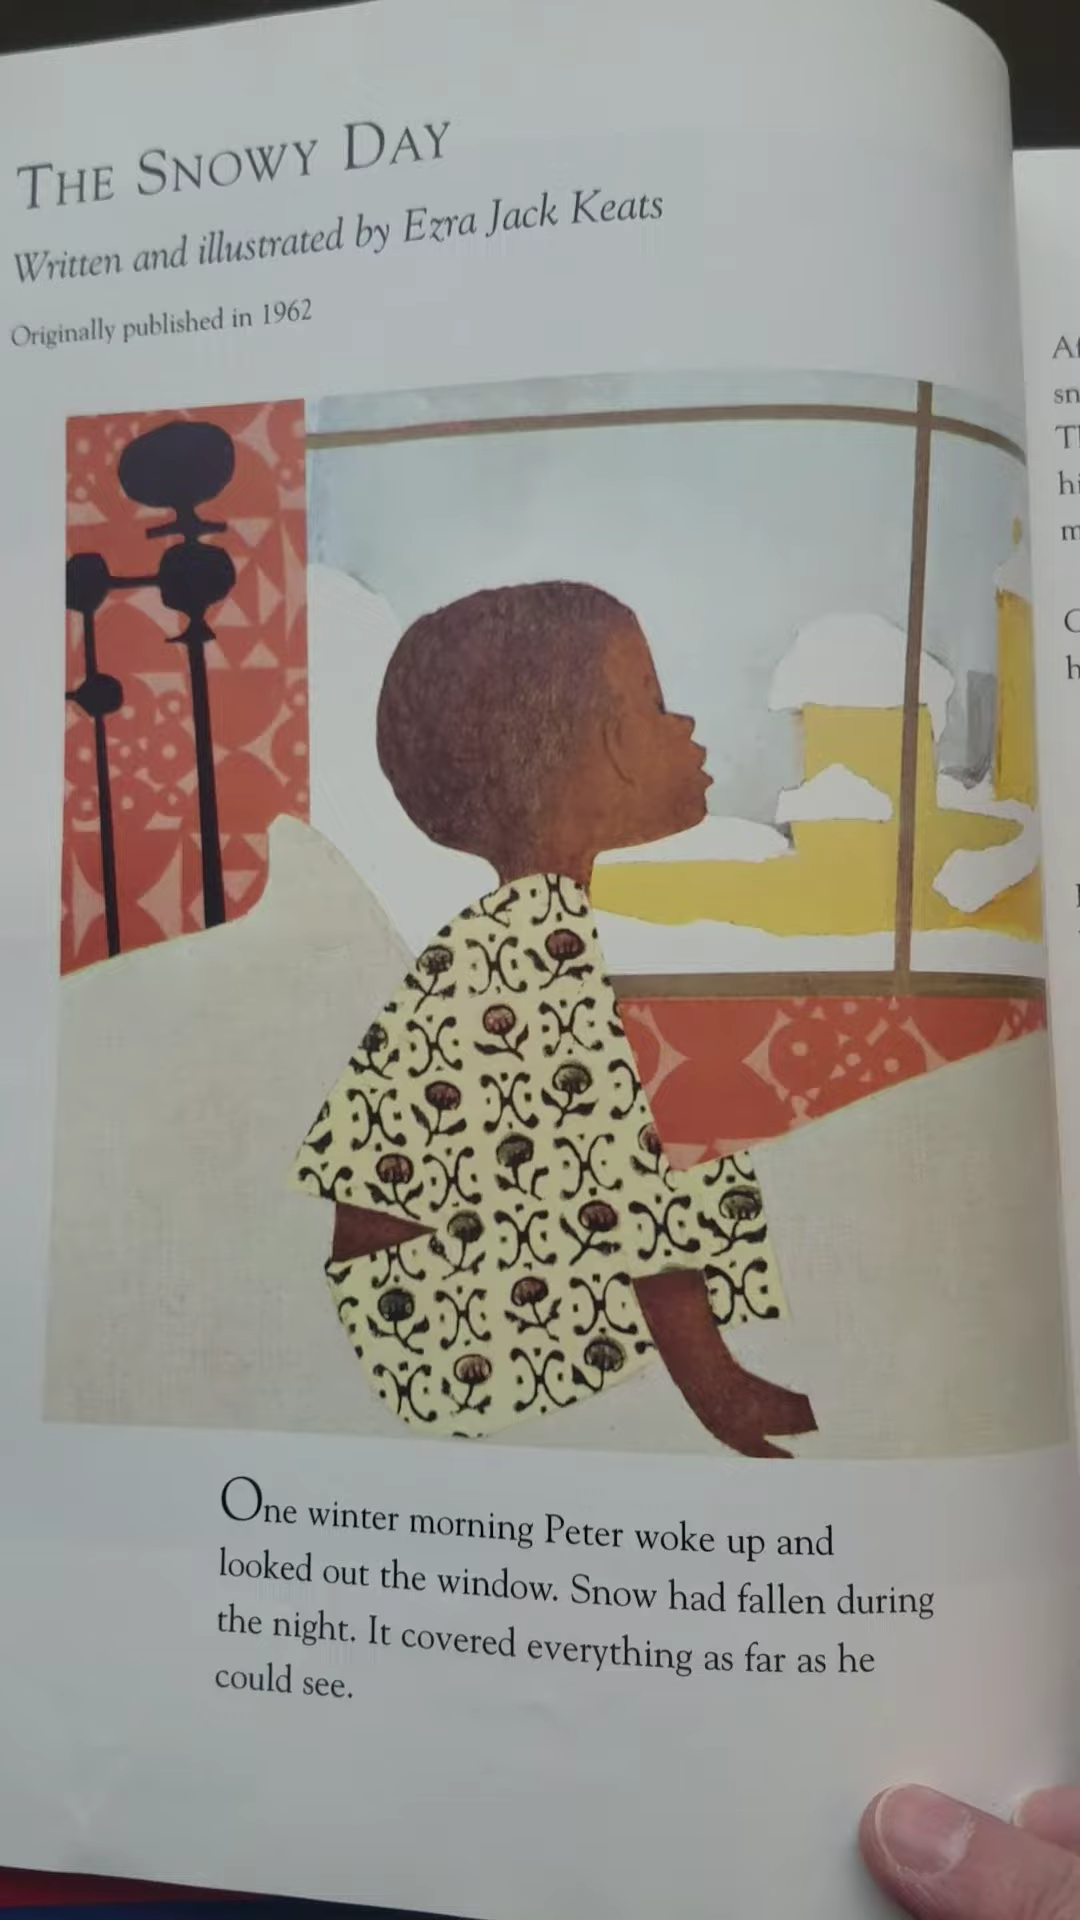 THE SNOWY DAY
Written and illustrated by Ezra Jack Keats
Originally published in 1962
One winter morning Peter woke up and
looked out the window. Snow had fallen during
the night. It covered everything as far as he
could see.